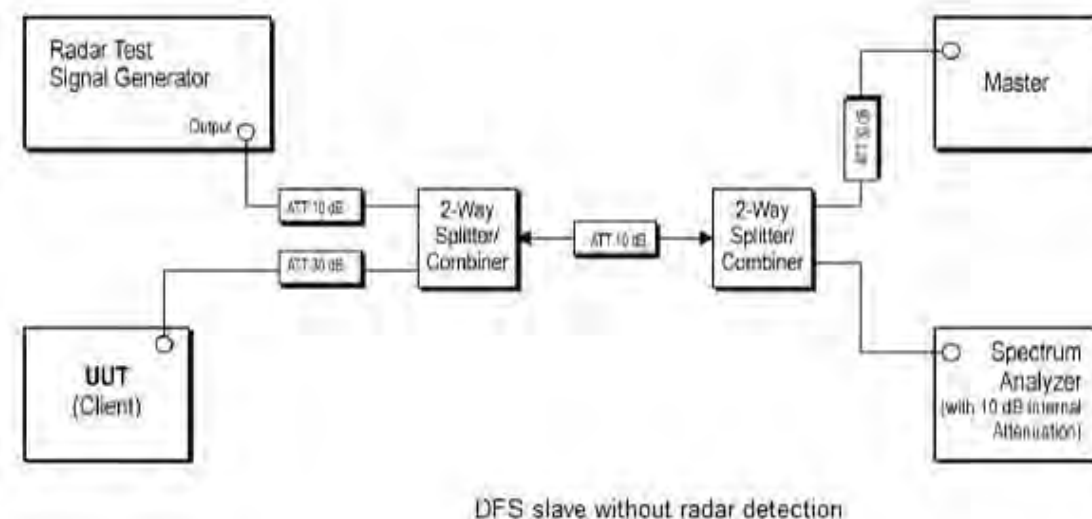 Radar Test
Signal Generator
Output
Master
ATT 10 dB
2-Way
Splitter/
Combiner
ATT 10 dB
2-Way
Splitter/
Combiner
ATT 30 dB
UUT
(Client)
Spectrum
Analyzer
(with 10 dB internal
Attenuation)
DFS slave without radar detection